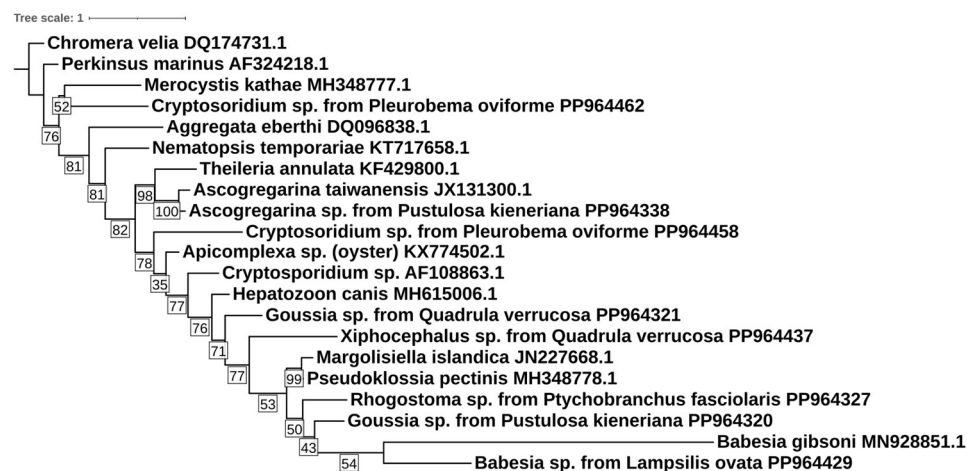 Tree scale: 1
Chromera velia DQ174731.1
Perkinsus marinus AF324218.1
Merocystis kathae MH348777.1
52
Cryptosoridium sp. from Pleurobema oviforme PP964462
Aggregata eberthi DQ096838.1
76
Nematopsis temporariae KT717658.1
81
Theileria annulata KF429800.1
Ascogregarina taiwanensis JX131300.1
81
98
100
Ascogregarina sp. from Pustulosa kieneriana PP964338
82
Cryptosoridium sp. from Pleurobema oviforme PP964458
Apicomplexa sp. (oyster) KX774502.1
78
Cryptosporidium sp. AF108863.1
35
Hepatozoon canis MH615006.1
77
Goussia sp. from Quadrula verrucosa PP964321
76
Xiphocephalus sp. from Quadrula verrucosa PP964437
71
Margolisiella islandica JN227668.1
77
99
Pseudoklossia pectinis MH348778.1
Rhogostoma sp. from Ptychobranchus fasciolaris PP964327
53
Goussia sp. from Pustulosa kieneriana PP964320
50
Babesia gibsoni MN928851.1
43
54
Babesia sp. from Lampsilis ovata PP964429